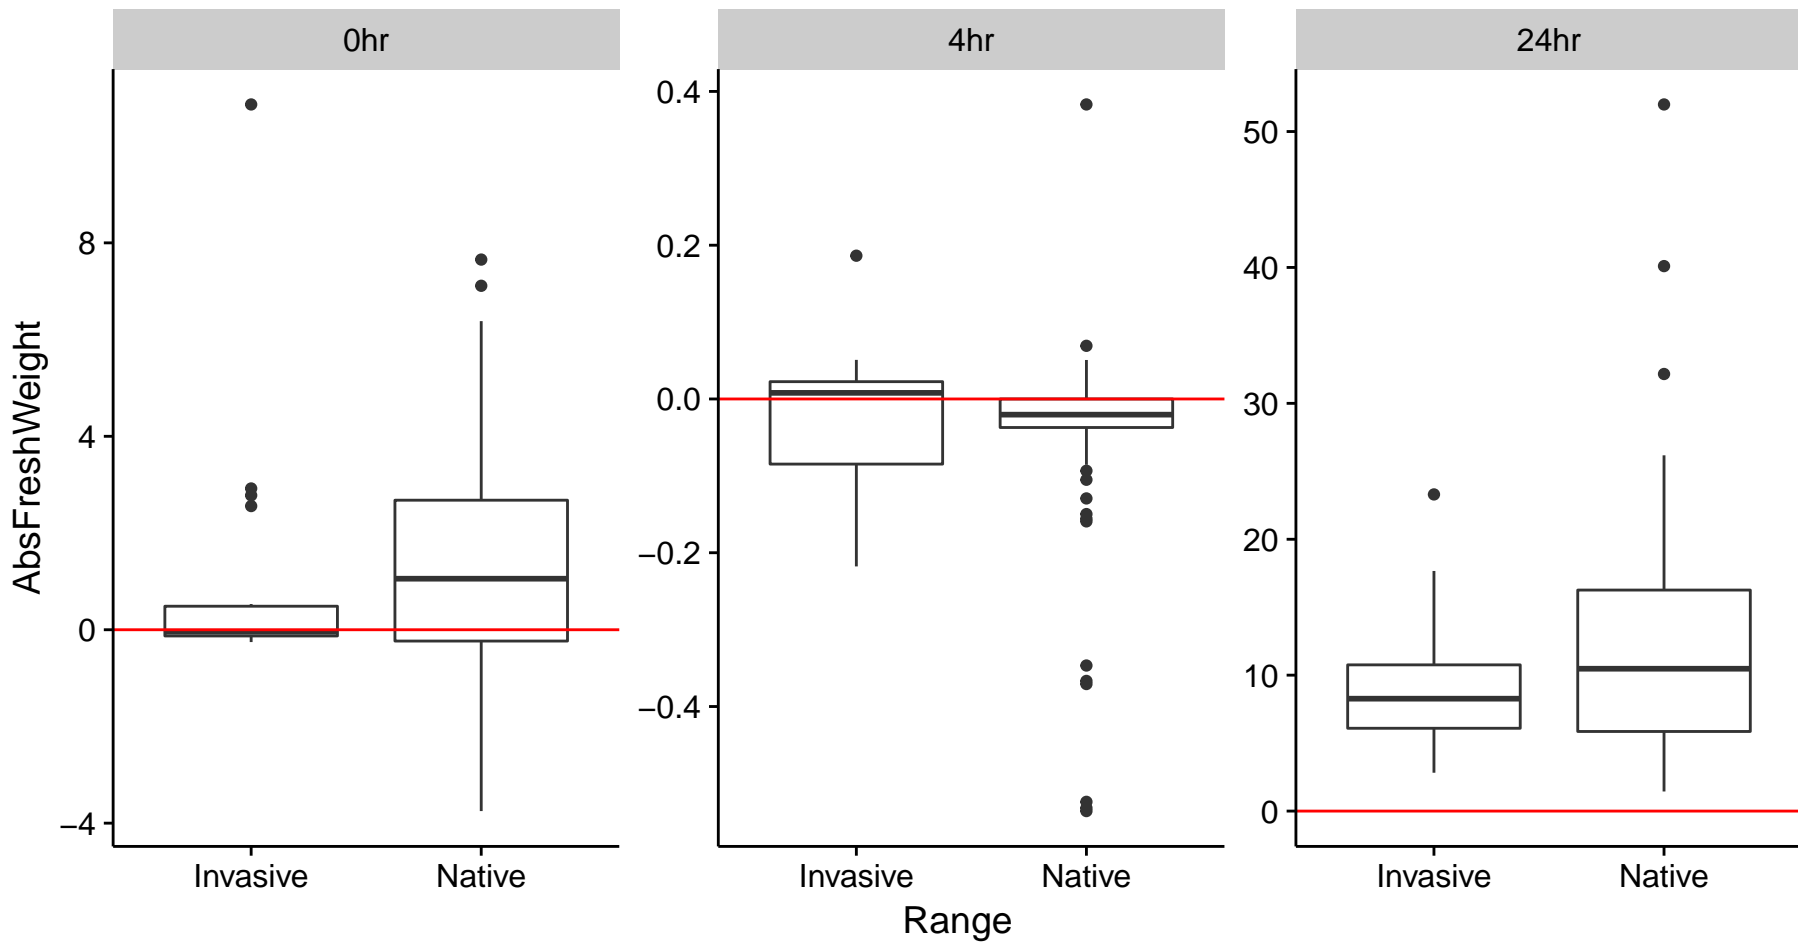 0hr
4hr
24hr
AbsFreshWeight
8
4
0
−4
0.4
0.2
0.0
−0.2
−0.4
50
40
30
20
10
0
Invasive Native
Invasive Native
Invasive Native
Range